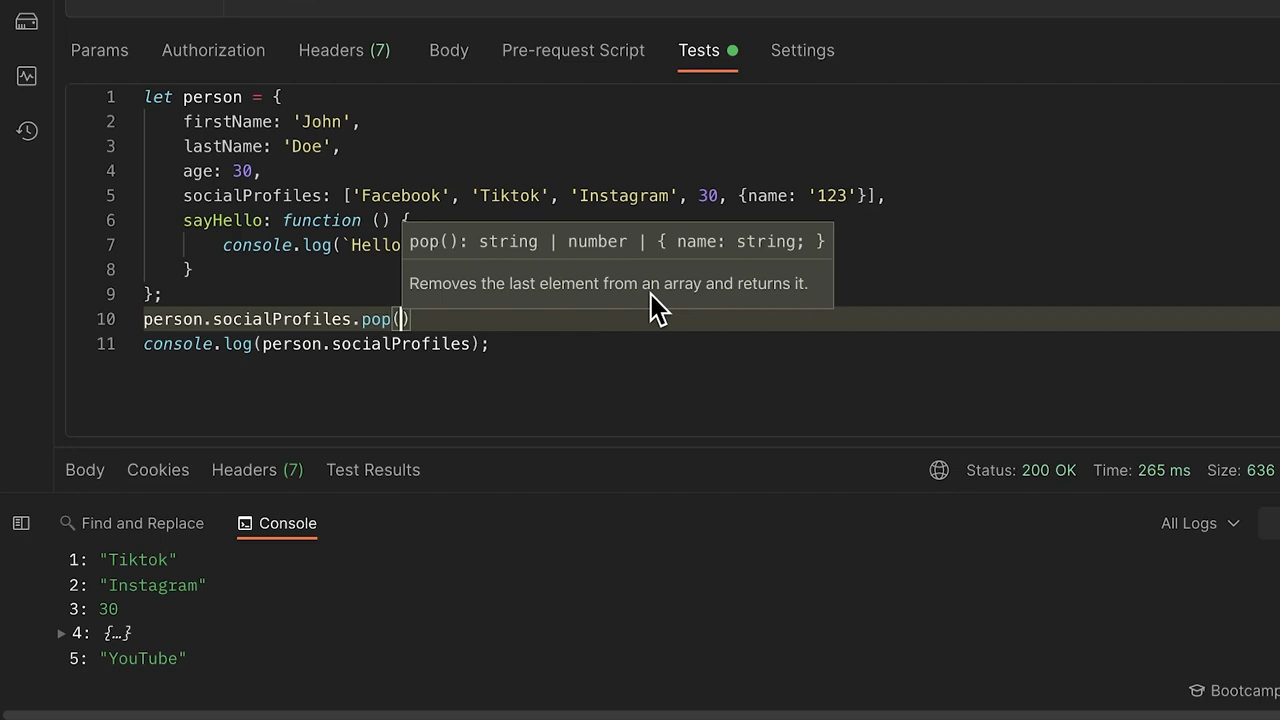 Params Authorization Headers (7) Body Pre-request Script Tests Settings
1 let person = {
2 firstName: 'John',
3 lastName: 'Doe',
4 age: 30,
5 socialProfiles: ['Facebook', 'Tiktok', 'Instagram', 30, {name: '123'}],
6 sayHello: function () {
7 console.log(`Hello
8 }
9 };
10 person.socialProfiles.pop()
11 console.log(person.socialProfiles);
pop(): string | number | { name: string; }
Removes the last element from an array and returns it.
Body Cookies Headers (7) Test Results Status: 200 OK Time: 265 ms Size: 636
Find and Replace Console All Logs
1: "Tiktok"
2: "Instagram"
3: 30
4: {…}
5: "YouTube"
Bootcamp